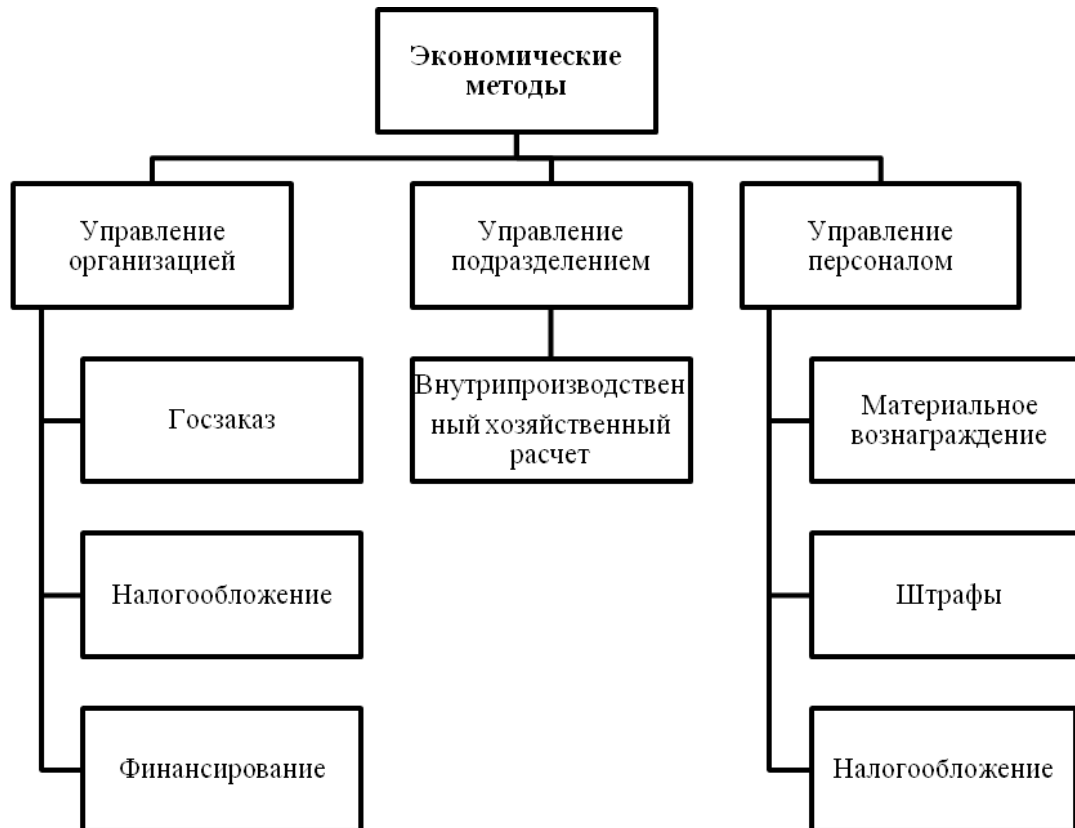 Экономические
методы
Управление
организацией
Управление
подразделением
Управление
персоналом
Госзаказ
Внутрипроизводствен
ный хозяйственный
расчет
Материальное
вознаграждение
Налогообложение
Штрафы
Финансирование
Налогообложение